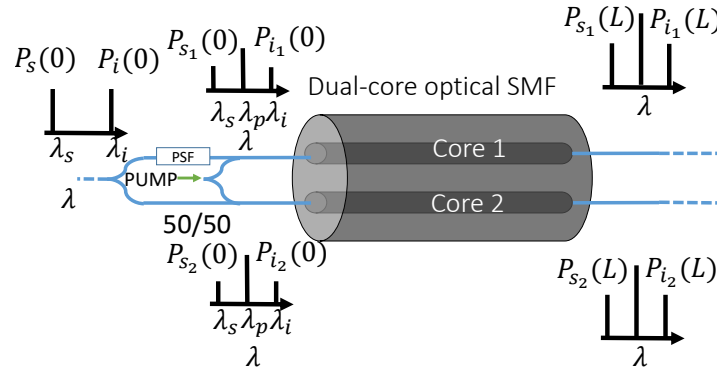 P_{s_1}(0) P_{i_1}(0)
λ_s λ_p λ_i
λ
P_s(0) P_i(0)
λ_s λ_i
λ
PSF
PUMP
50/50
P_{s_2}(0) P_{i_2}(0)
λ_s λ_p λ_i
λ
Dual-core optical SMF
Core 1
Core 2
P_{s_1}(L) P_{i_1}(L)
λ
P_{s_2}(L) P_{i_2}(L)
λ